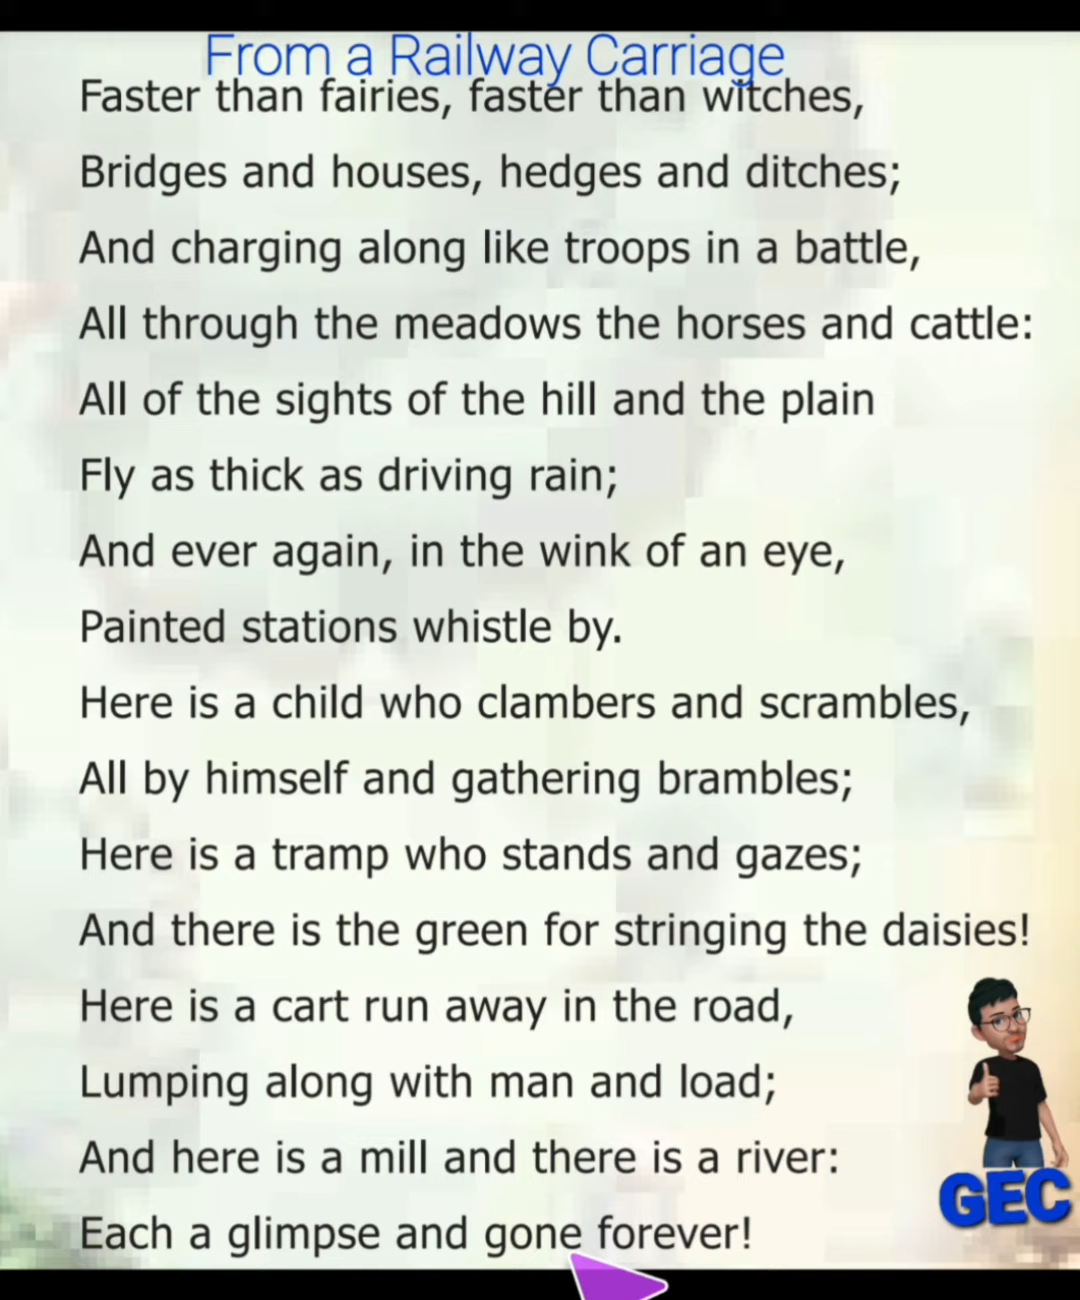 From a Railway Carriage
Faster than fairies, faster than witches,
Bridges and houses, hedges and ditches;
And charging along like troops in a battle,
All through the meadows the horses and cattle:
All of the sights of the hill and the plain
Fly as thick as driving rain;
And ever again, in the wink of an eye,
Painted stations whistle by.
Here is a child who clambers and scrambles,
All by himself and gathering brambles;
Here is a tramp who stands and gazes;
And there is the green for stringing the daisies!
Here is a cart run away in the road,
Lumping along with man and load;
And here is a mill and there is a river:
Each a glimpse and gone forever!
GEC